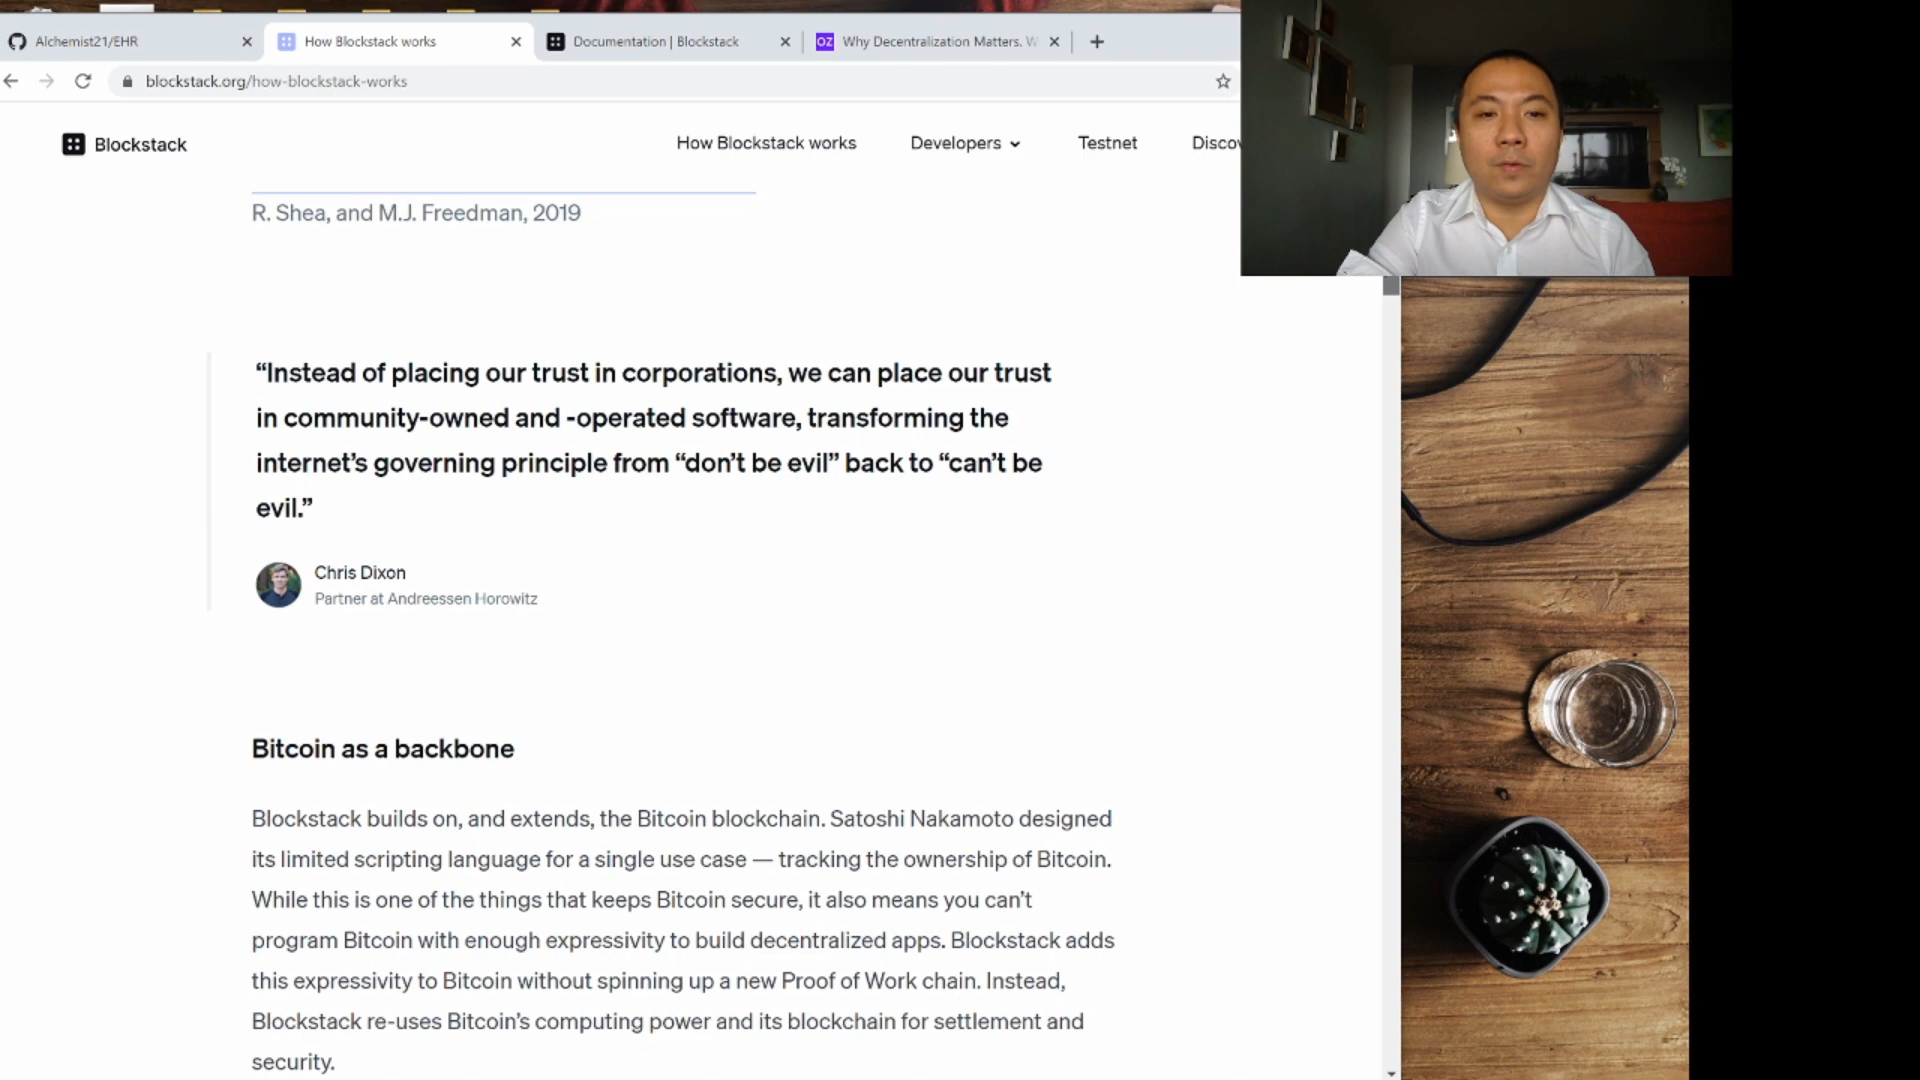 Alchemist21/EHR
How Blockstack works
Documentation | Blockstack
OZ
Why Decentralization Matters. W
blockstack.org/how-blockstack-works
Blockstack
How Blockstack works
Developers
Testnet
Discov
R. Shea, and M.J. Freedman, 2019
“Instead of placing our trust in corporations, we can place our trust
in community-owned and -operated software, transforming the
internet’s governing principle from “don’t be evil” back to “can’t be
evil.”
Chris Dixon
Partner at Andreessen Horowitz
Bitcoin as a backbone
Blockstack builds on, and extends, the Bitcoin blockchain. Satoshi Nakamoto designed
its limited scripting language for a single use case — tracking the ownership of Bitcoin.
While this is one of the things that keeps Bitcoin secure, it also means you can’t
program Bitcoin with enough expressivity to build decentralized apps. Blockstack adds
this expressivity to Bitcoin without spinning up a new Proof of Work chain. Instead,
Blockstack re-uses Bitcoin’s computing power and its blockchain for settlement and
security.